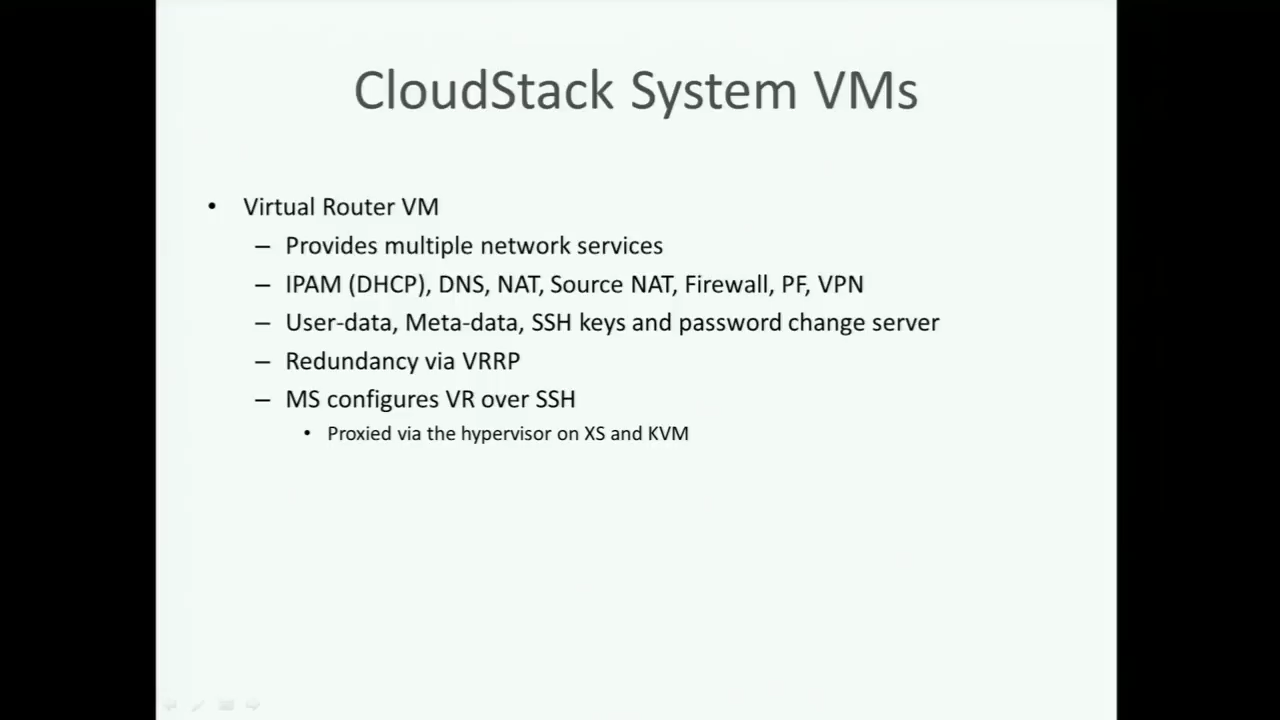 CloudStack System VMs
• Virtual Router VM
– Provides multiple network services
– IPAM (DHCP), DNS, NAT, Source NAT, Firewall, PF, VPN
– User-data, Meta-data, SSH keys and password change server
– Redundancy via VRRP
– MS configures VR over SSH
• Proxied via the hypervisor on XS and KVM